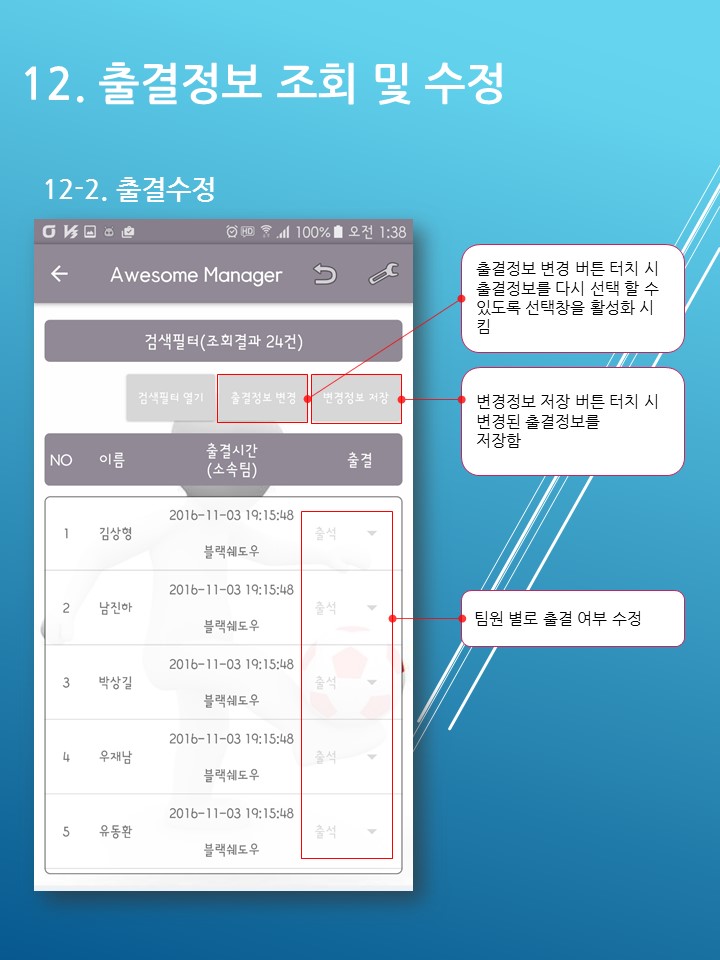 12. 출결정보 조회 및 수정
12-2. 출결수정
HD 100% 오전 1:38
Awesome Manager
검색필터(조회결과 24건)
검색필터 열기 출결정보 변경 변경정보 저장
NO 이름 출결시간 (소속팀) 출결
1 김상형 2016-11-03 19:15:48 출석
블랙쉐도우
2 남진하 2016-11-03 19:15:48 출석
블랙쉐도우
3 박상길 2016-11-03 19:15:48 출석
블랙쉐도우
4 우재남 2016-11-03 19:15:48 출석
블랙쉐도우
5 유동환 2016-11-03 19:15:48 출석
블랙쉐도우
출결정보 변경 버튼 터치 시
출결정보를 다시 선택 할 수
있도록 선택창을 활성화 시
킴
변경정보 저장 버튼 터치 시
변경된 출결정보를
저장함
팀원 별로 출결 여부 수정